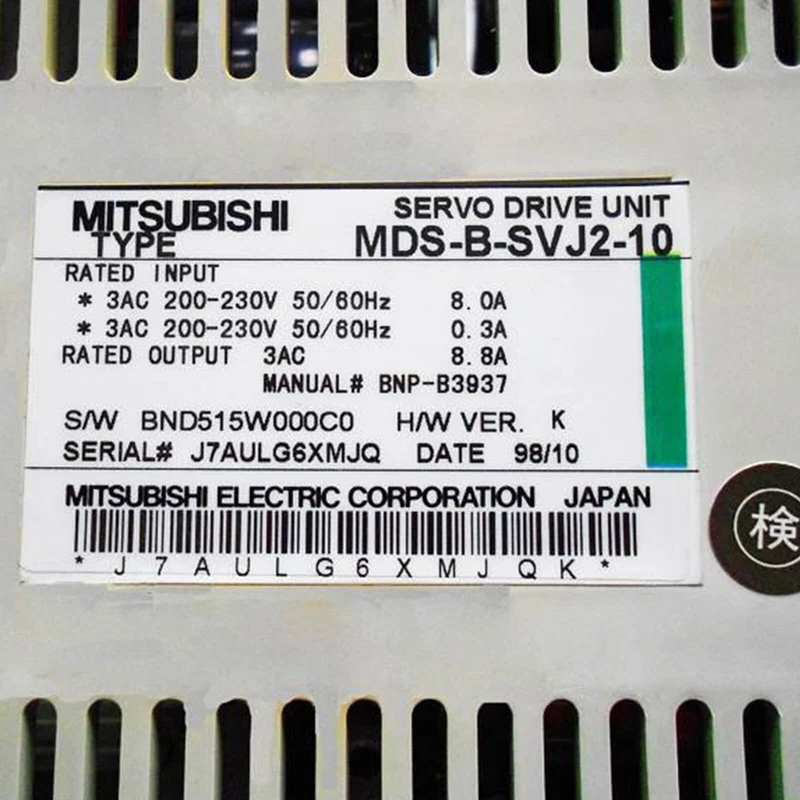 MITSUBISHI SERVO DRIVE UNIT
TYPE MDS-B-SVJ2-10
RATED INPUT
* 3AC 200-230V 50/60Hz 8.0A
* 3AC 200-230V 50/60Hz 0.3A
RATED OUTPUT 3AC 8.8A
MANUAL# BNP-B3937
S/W BND515W000C0 H/W VER. K
SERIAL# J7AULG6XMJQ DATE 98/10
MITSUBISHI ELECTRIC CORPORATION JAPAN
*J7AULG6XMJQK*
検